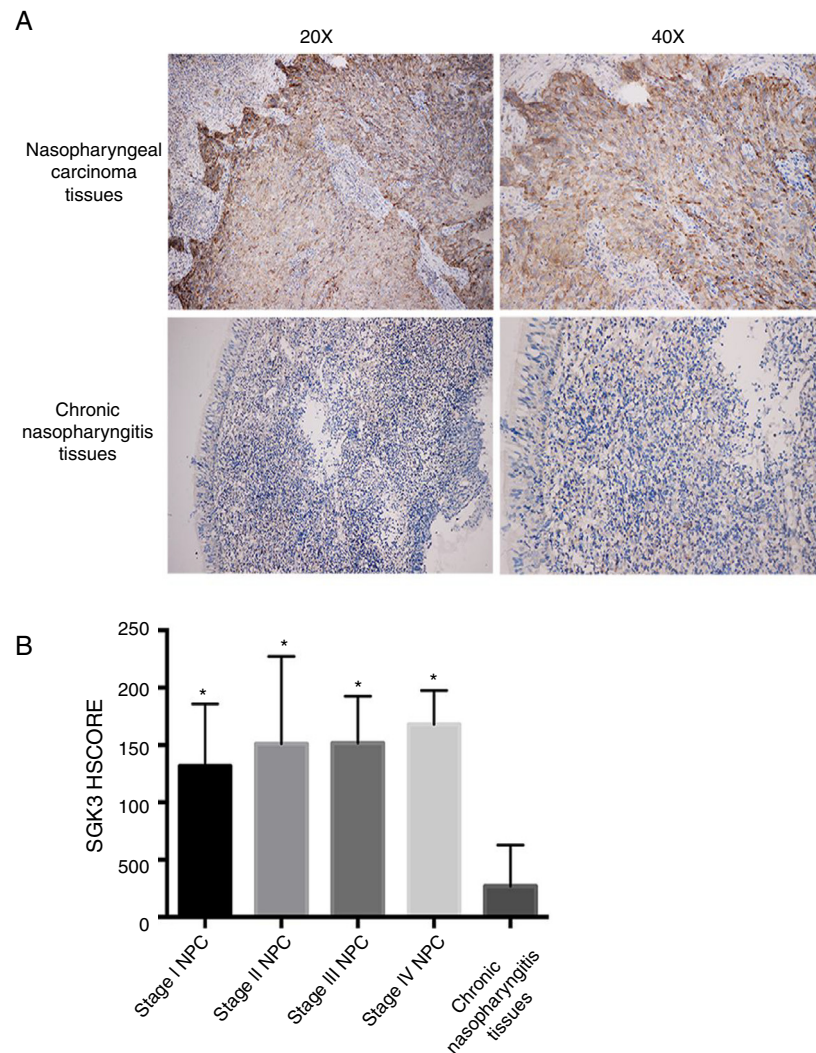 A
20X
40X
Nasopharyngeal
carcinoma
tissues
Chronic
nasopharyngitis
tissues
B
250
200
150
100
500
0
SGK3 HSCORE
* * * *
Stage I NPC
Stage II NPC
Stage III NPC
Stage IV NPC
Chronic
nasopharyngitis
tissues